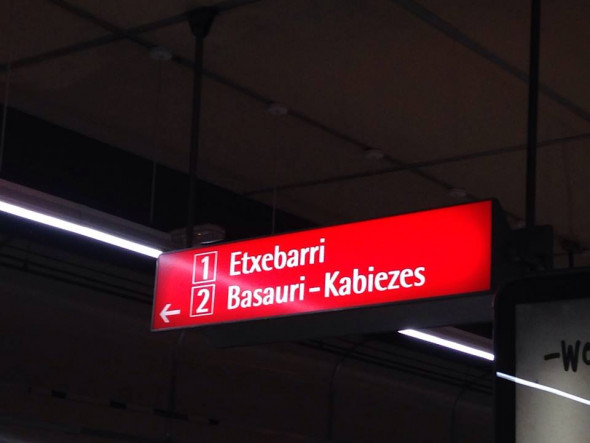 1 Etxebarri
← 2 Basauri-Kabiezes